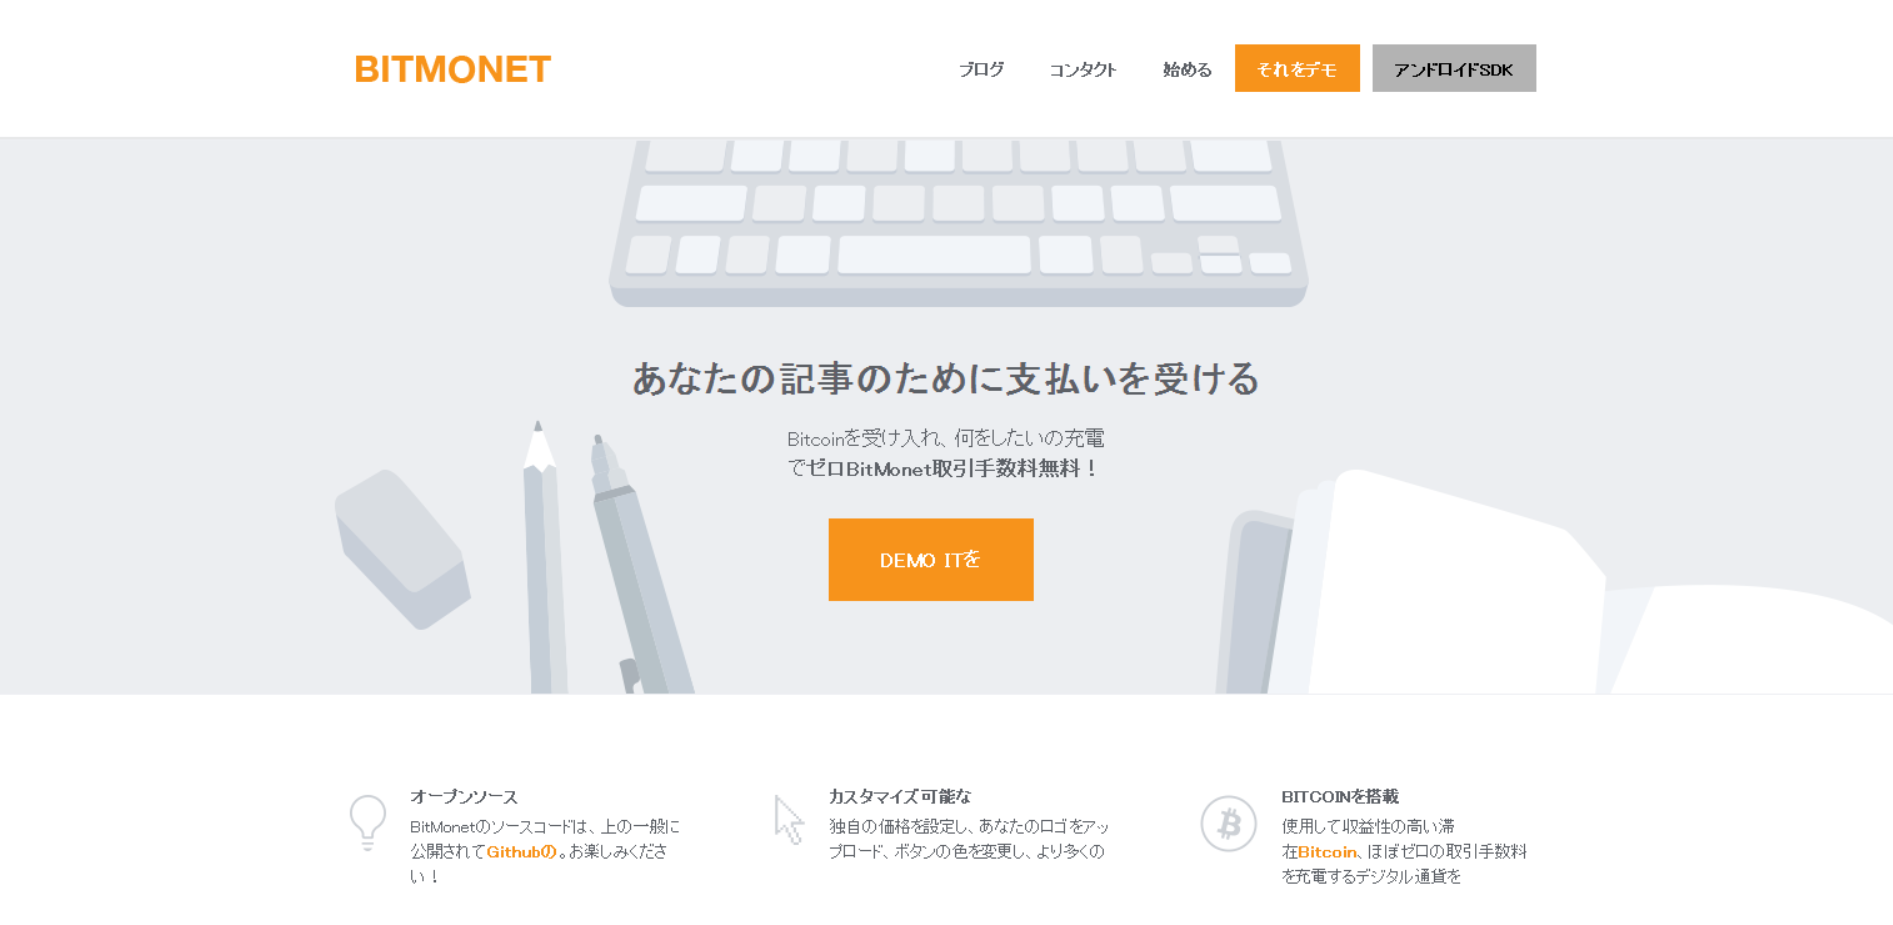 BITMONET
ブログ
コンタクト
始める
それをデモ
アンドロイドSDK
あなたの記事のために支払いを受ける
Bitcoinを受け入れ、何をしたいの充電
でゼロBitMonet取引手数料無料！
DEMO ITを
オープンソース
BitMonetのソースコードは、上の一般に
公開されてGithubの。お楽しみくださ
い！
カスタマイズ可能な
独自の価格を設定し、あなたのロゴをアッ
プロード、ボタンの色を変更し、より多くの
BITCOINを搭載
使用して収益性の高い滞
在Bitcoin、ほぼゼロの取引手数料
を充電するデジタル通貨を